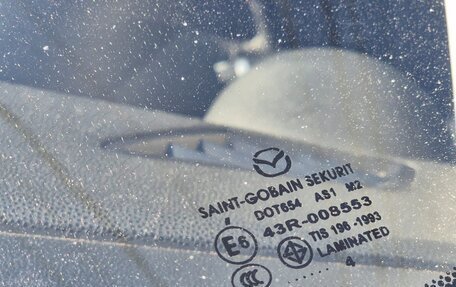 SAINT-GOBAIN SEKURIT
DOT654 AS1 M2
E6 43R-008553
TIS 196-1993
LAMINATED
4